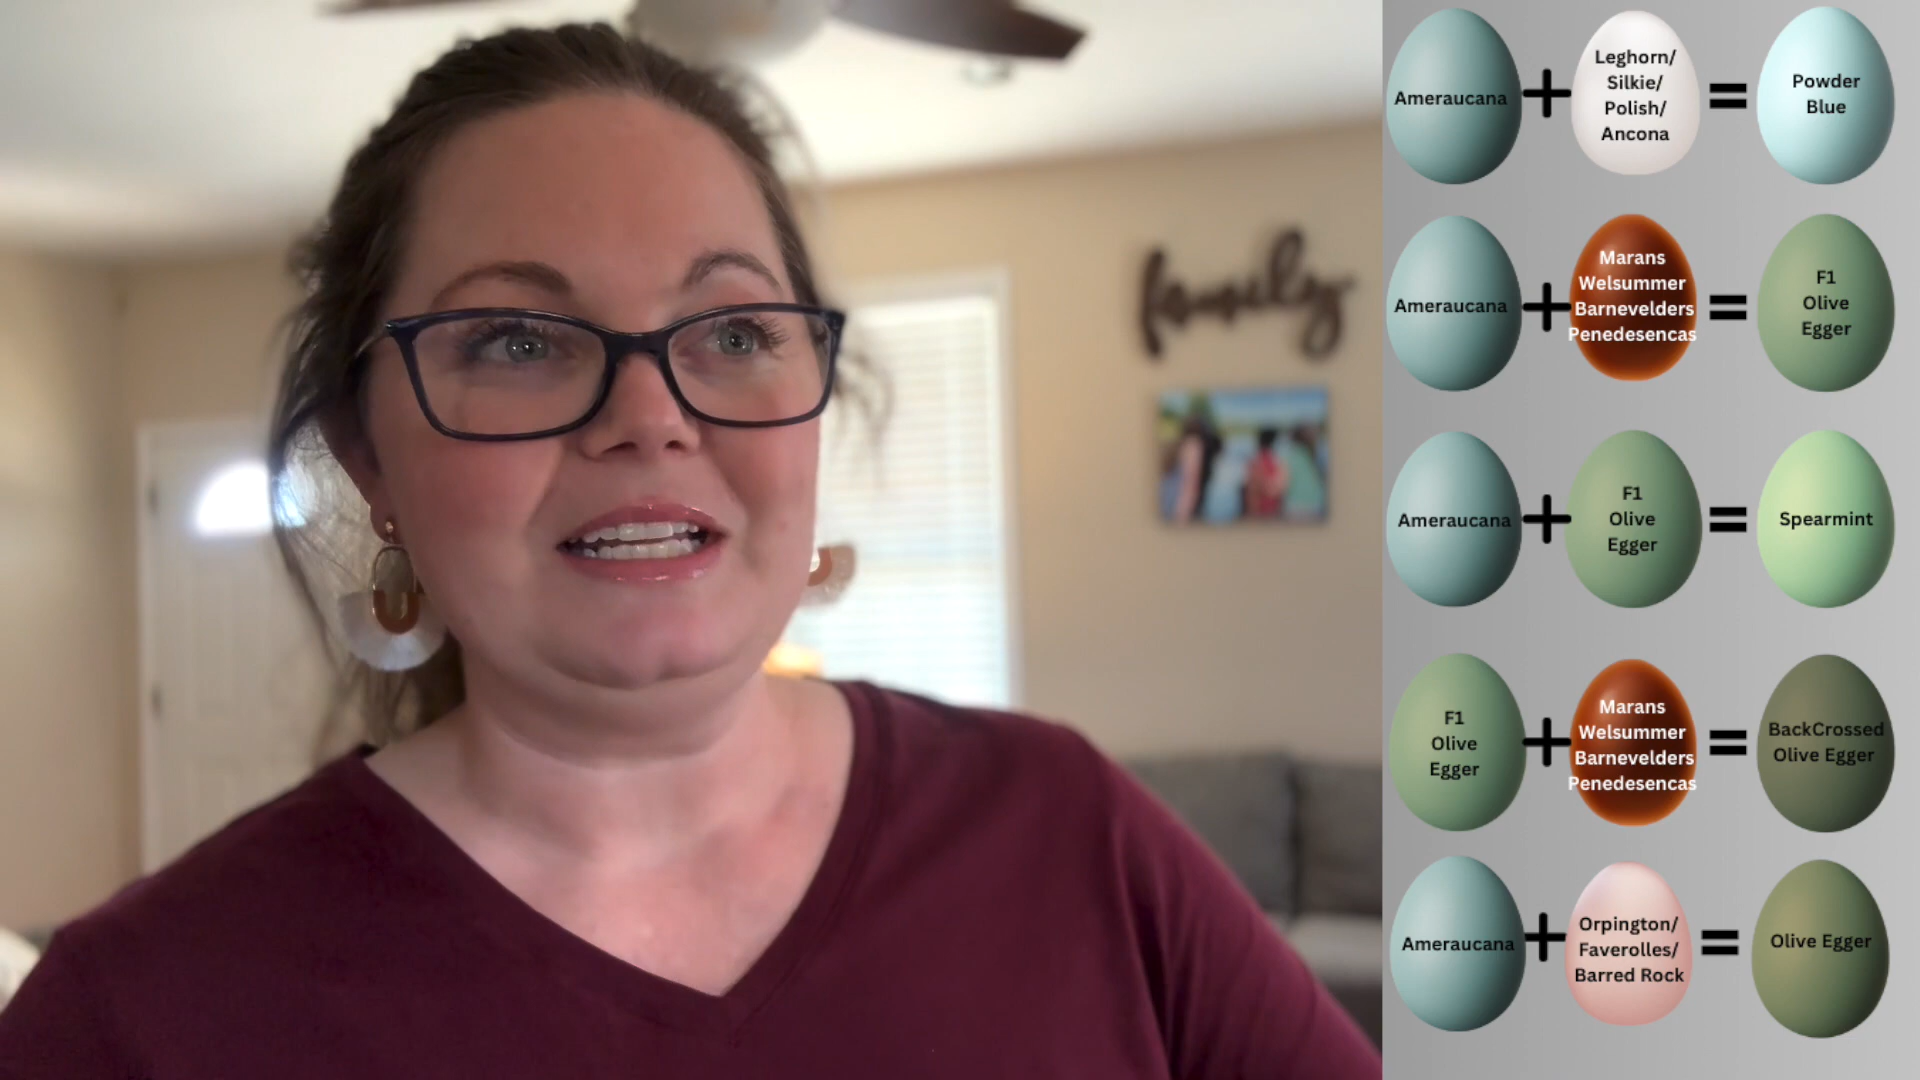 family
Ameraucana
Leghorn/
Silkie/
Polish/
Ancona
Powder
Blue
Ameraucana
Marans
Welsummer
Barnevelders
Penedesencas
F1
Olive
Egger
Ameraucana
F1
Olive
Egger
Spearmint
F1
Olive
Egger
Marans
Welsummer
Barnevelders
Penedesencas
BackCrossed
Olive Egger
Ameraucana
Orpington/
Faverolles/
Barred Rock
Olive Egger